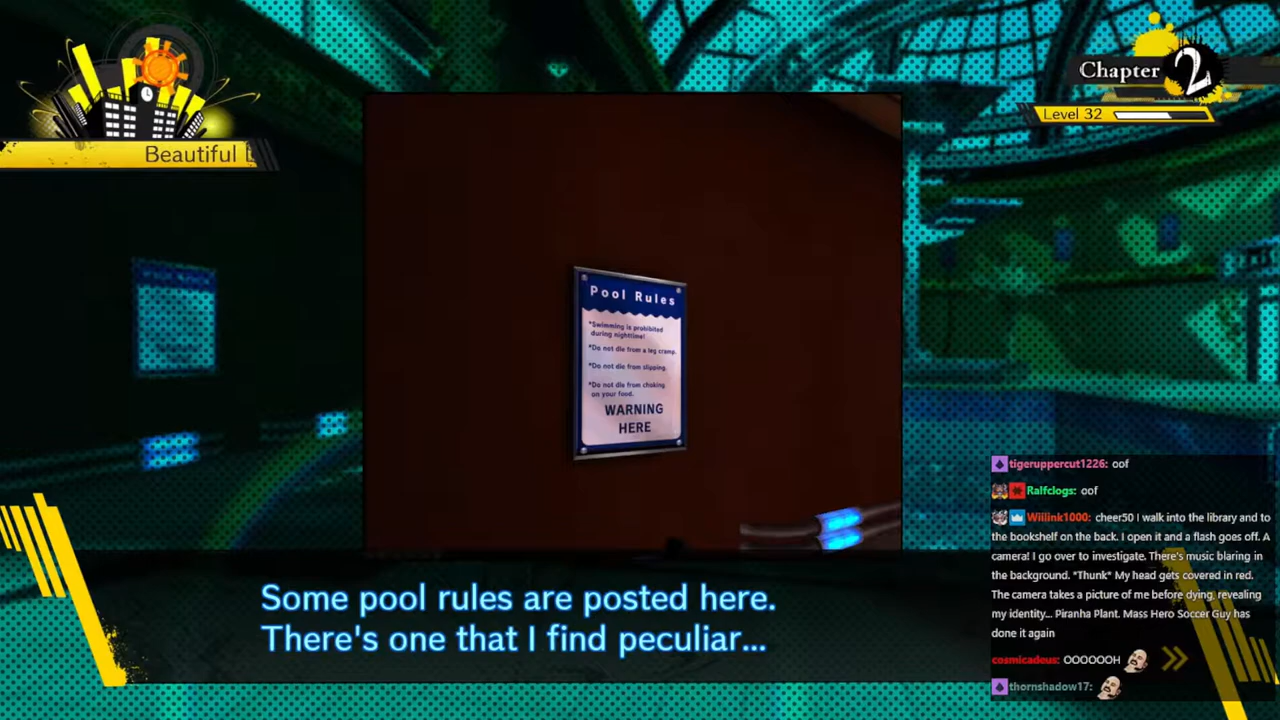 Chapter 2
Level 32
Beautiful
Pool Rules
*Swimming is prohibited
during nighttime!
*Do not die from a leg cramp.
*Do not die from slipping.
*Do not die from choking
on your food.
WARNING
HERE
Some pool rules are posted here.
There's one that I find peculiar...
tigeruppercut1226: oof
Ralfclogs: oof
Wiilink1000: cheer50 I walk into the library and to
the bookshelf on the back. I open it and a flash goes off. A
camera! I go over to investigate. There's music blaring in
the background. *Thunk* My head gets covered in red.
The camera takes a picture of me before dying, revealing
my identity... Piranha Plant. Mass Hero Soccer Guy has
done it again
cosmicadeus: OOOOOOH
thornshadow17: